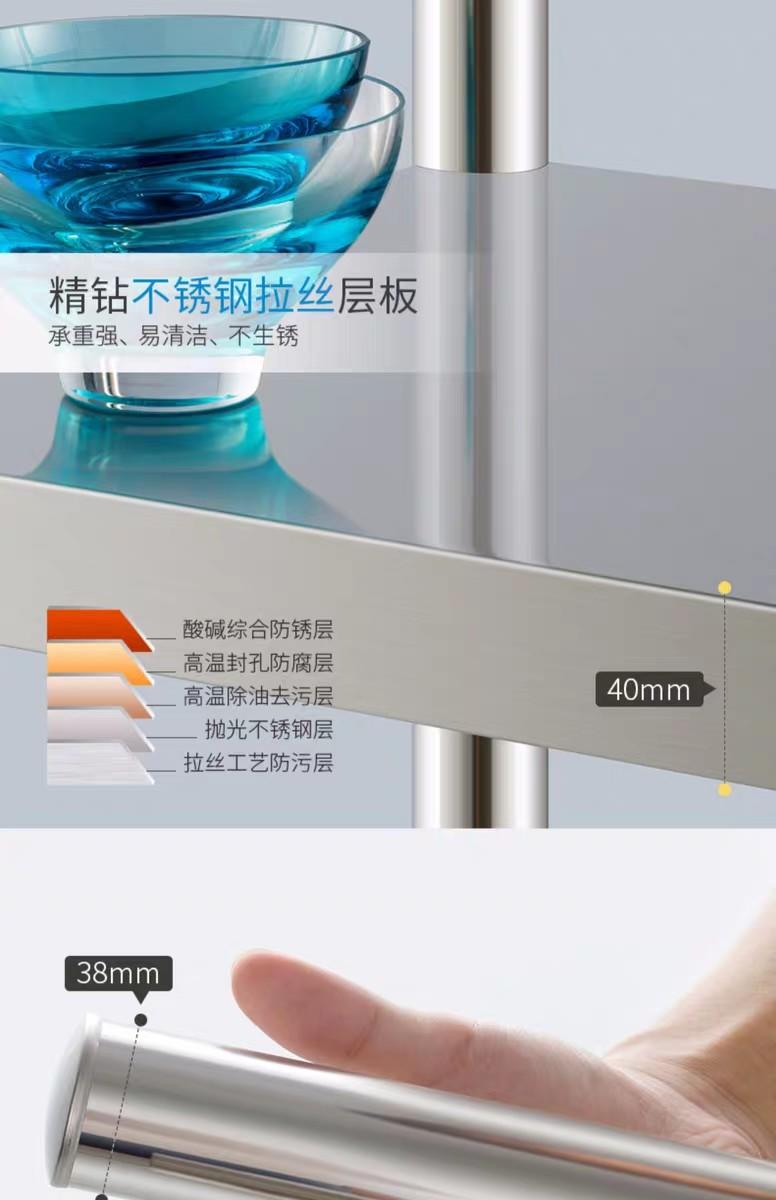 精钻不锈钢拉丝层板
承重强、易清洁、不生锈
酸碱综合防锈层
高温封孔防腐层
高温除油去污层
抛光不锈钢层
拉丝工艺防污层
40mm
38mm